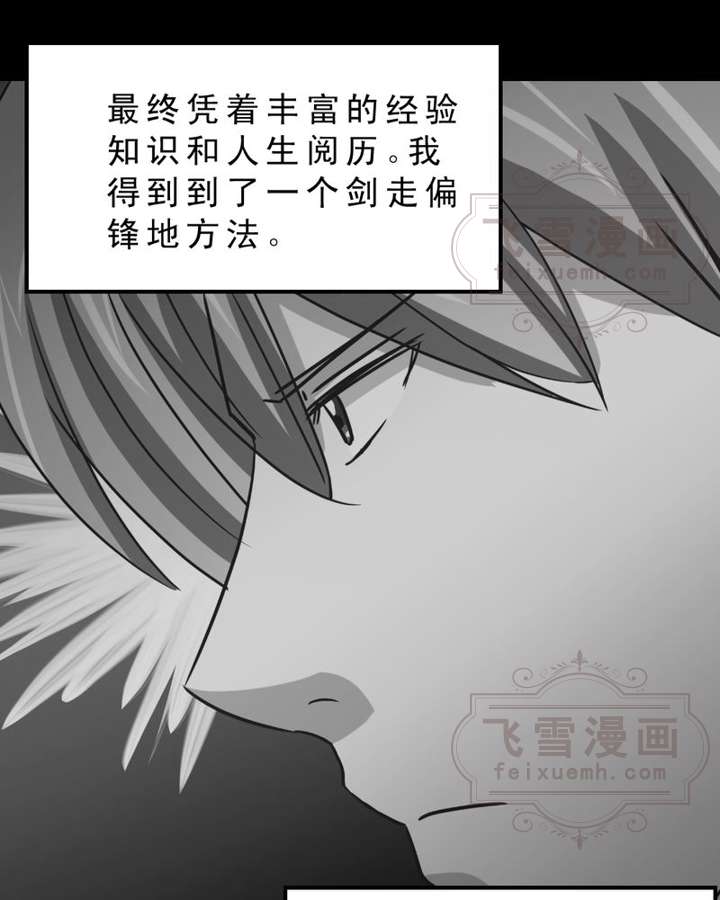 最终凭着丰富的经验
知识和人生阅历。我
得到到了一个剑走偏
锋地方法。
飞雪漫画
feixuemh.com
飞雪漫画
feixuemh.com